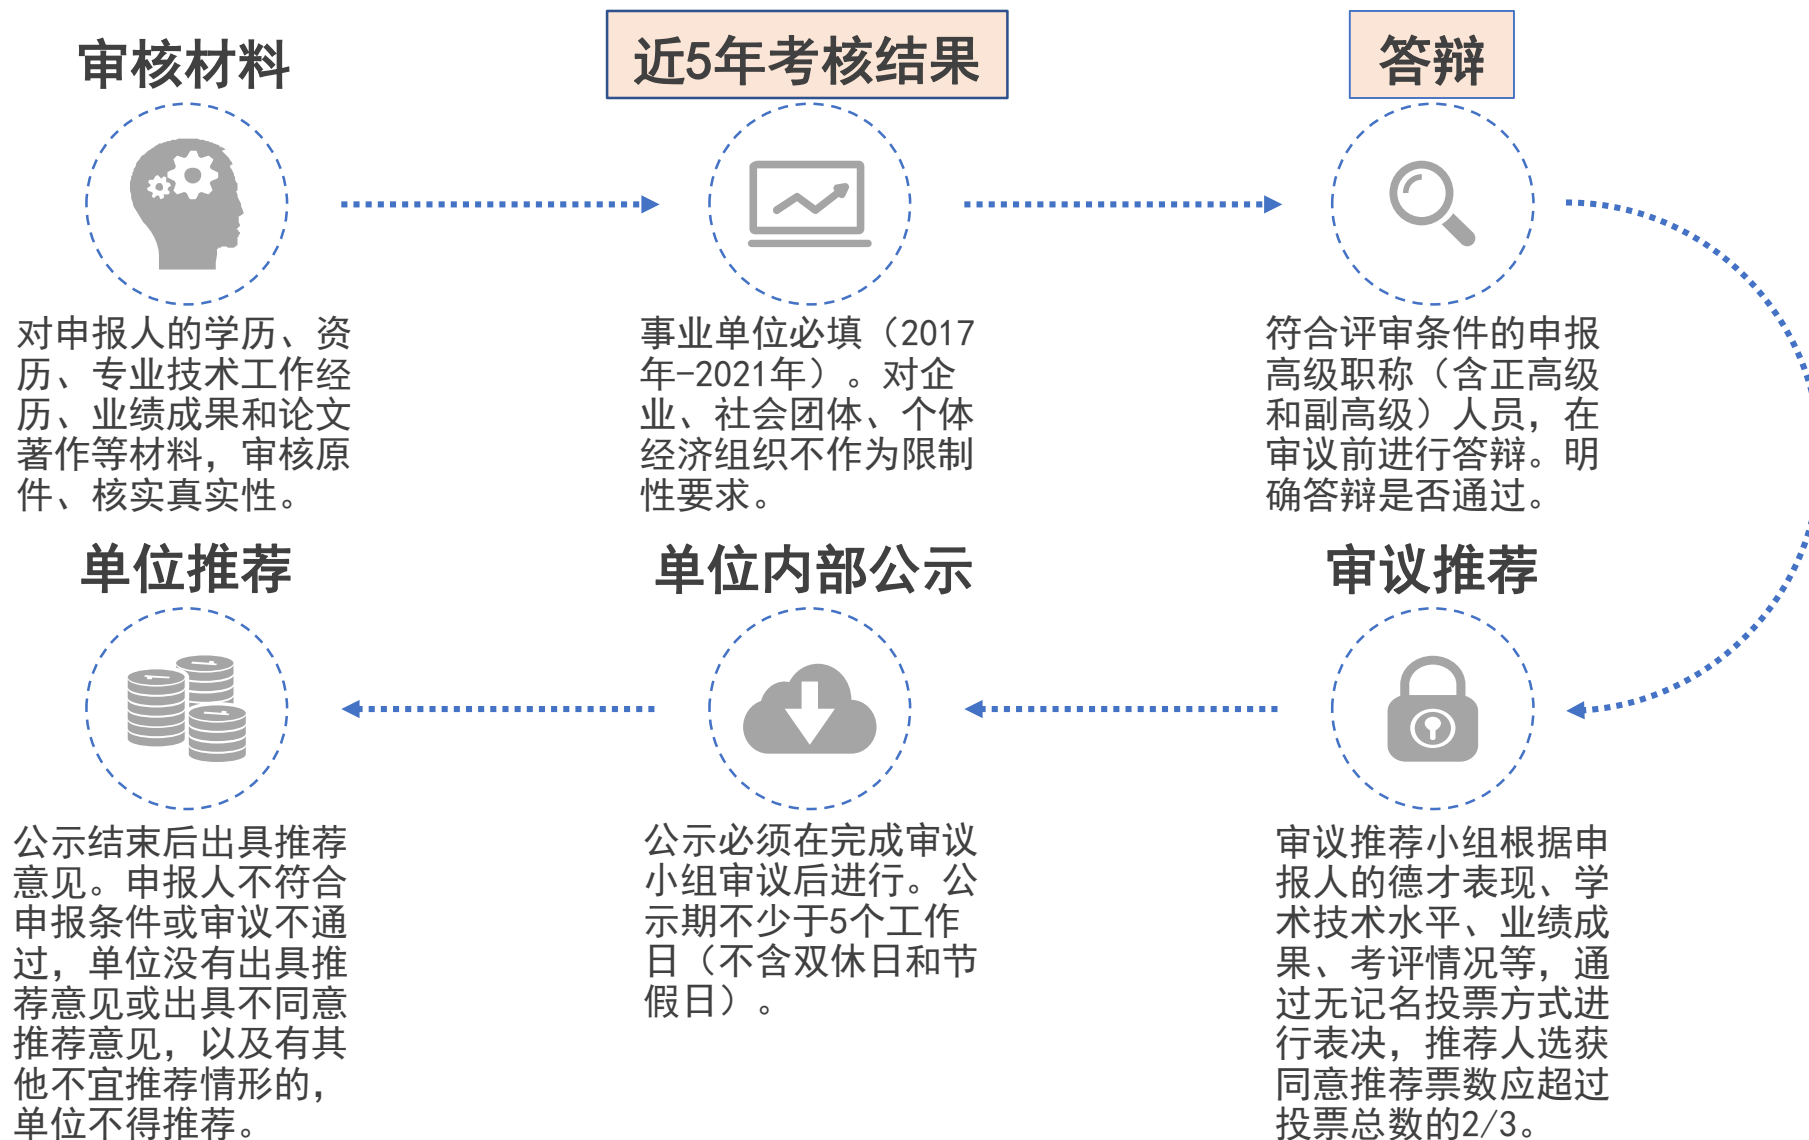 审核材料
近5年考核结果
答辩
对申报人的学历、资
历、专业技术工作经
历、业绩成果和论文
著作等材料，审核原
件、核实真实性。
事业单位必填（2017
年-2021年）。对企
业、社会团体、个体
经济组织不作为限制
性要求。
符合评审条件的申报
高级职称（含正高级
和副高级）人员，在
审议前进行答辩。明
确答辩是否通过。
单位推荐
单位内部公示
审议推荐
公示结束后出具推荐
意见。申报人不符合
申报条件或审议不通
过，单位没有出具推
荐意见或出具不同意
推荐意见，以及有其
他不宜推荐情形的，
单位不得推荐。
公示必须在完成审议
小组审议后进行。公
示期不少于5个工作
日（不含双休日和节
假日）。
审议推荐小组根据申
报人的德才表现、学
术技术水平、业绩成
果、考评情况等，通
过无记名投票方式进
行表决，推荐人选获
同意推荐票数应超过
投票总数的2/3。